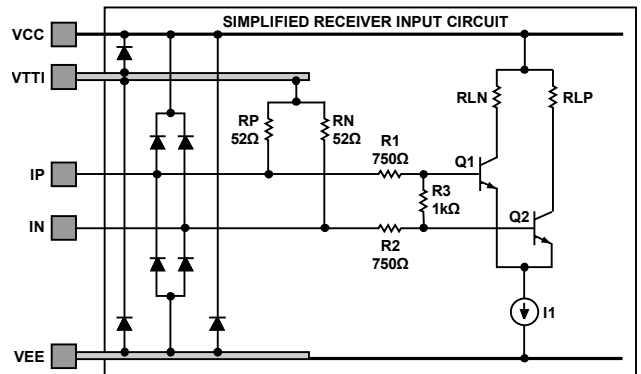 SIMPLIFIED RECEIVER INPUT CIRCUIT
VCC
VTTI
RLN
RLP
RP
52Ω
RN
52Ω
R1
750Ω
Q1
IP
R3
1kΩ
Q2
IN
R2
750Ω
I1
VEE